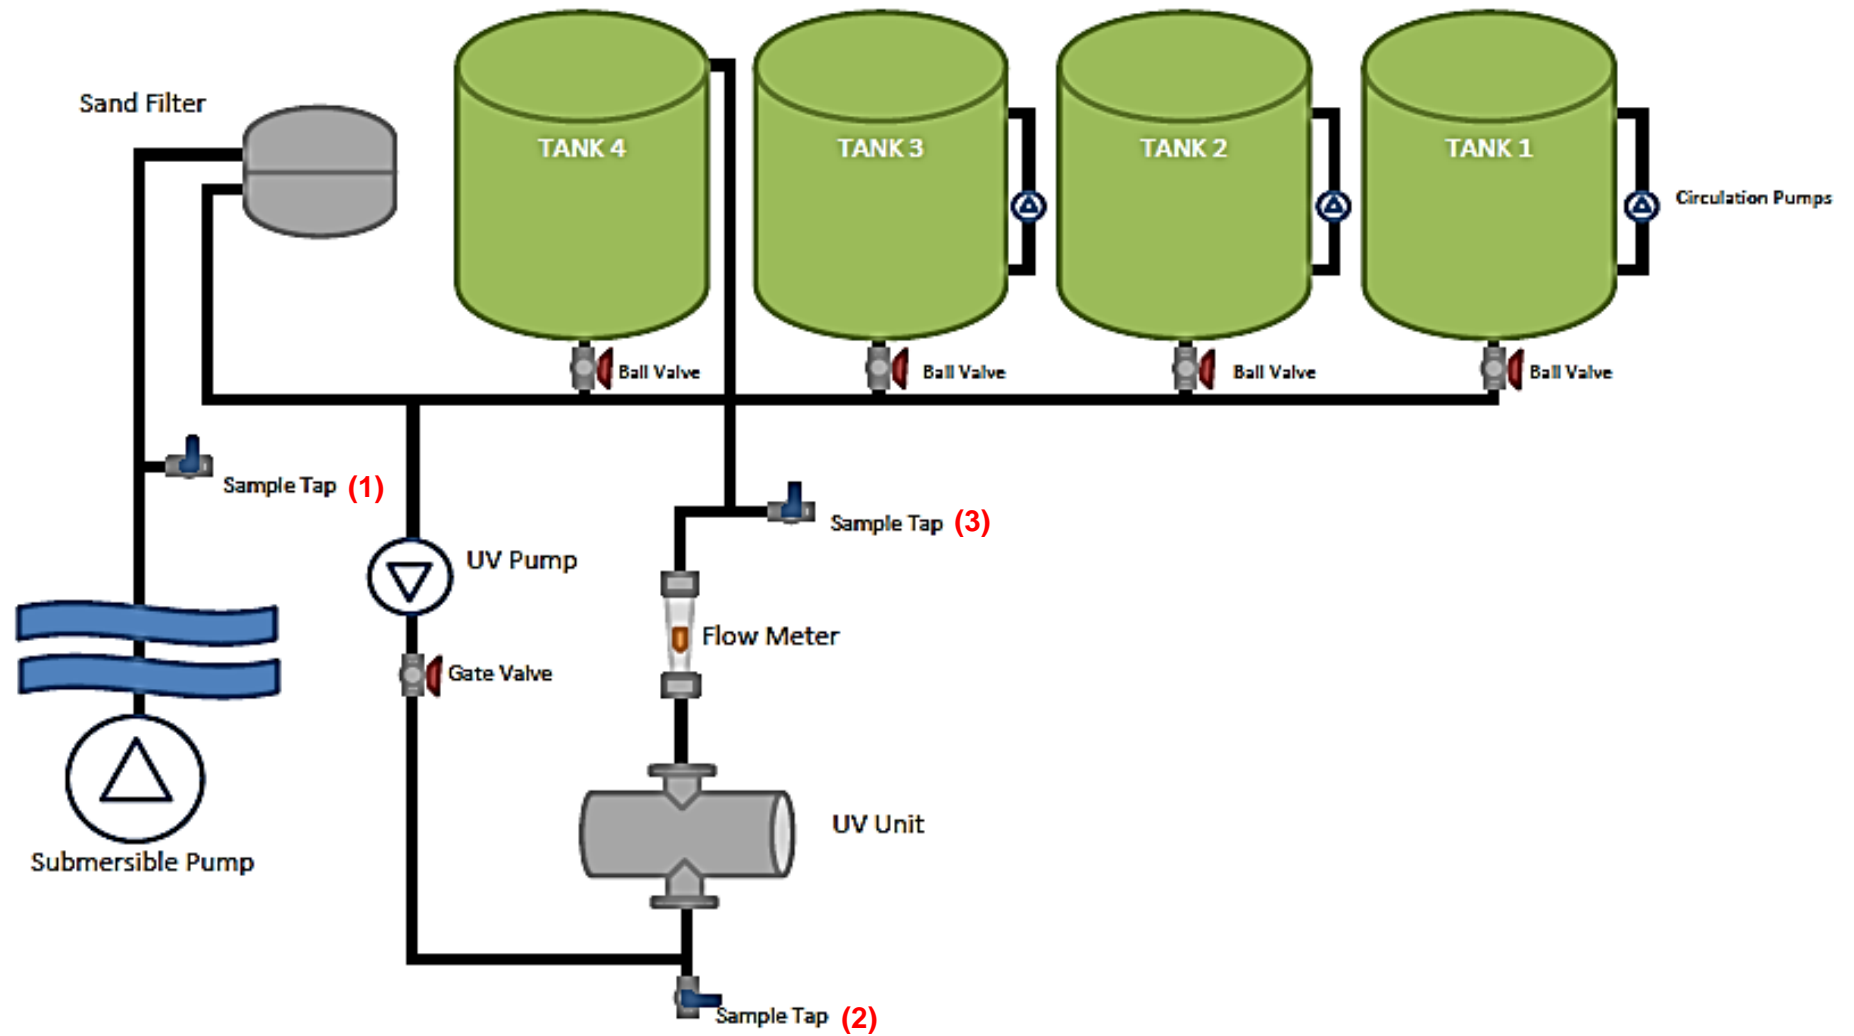 Sand Filter
TANK 4
TANK 3
TANK 2
TANK 1
Circulation Pumps
Ball Valve
Ball Valve
Ball Valve
Ball Valve
Sample Tap (1)
Sample Tap (3)
UV Pump
Flow Meter
Gate Valve
UV Unit
Submersible Pump
Sample Tap (2)